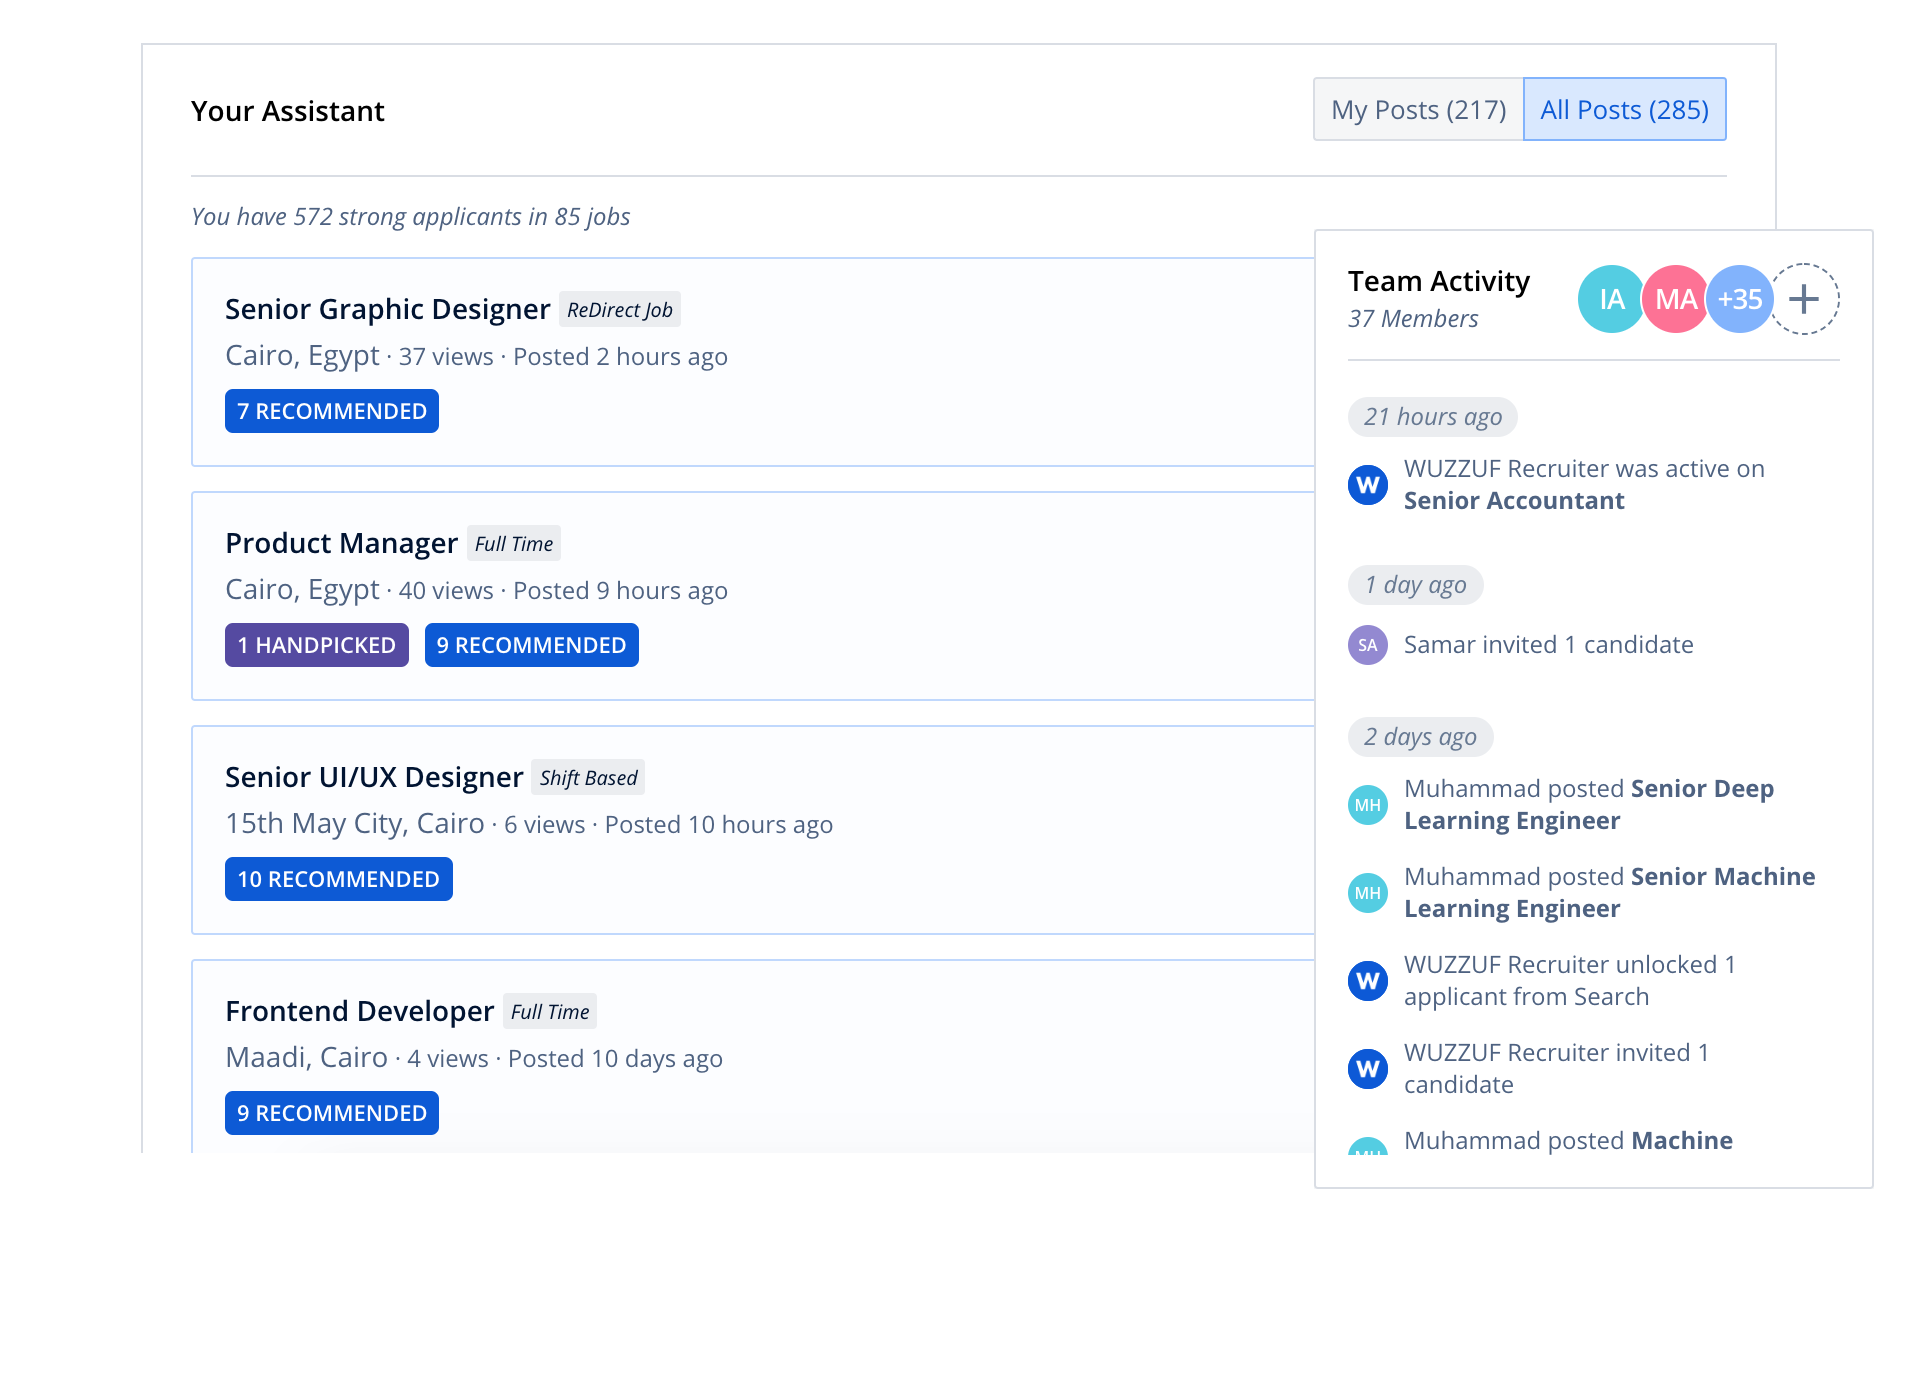 Your Assistant
My Posts (217)
All Posts (285)
You have 572 strong applicants in 85 jobs
Senior Graphic Designer ReDirect Job
Cairo, Egypt · 37 views · Posted 2 hours ago
7 RECOMMENDED
Product Manager Full Time
Cairo, Egypt · 40 views · Posted 9 hours ago
1 HANDPICKED 9 RECOMMENDED
Senior UI/UX Designer Shift Based
15th May City, Cairo · 6 views · Posted 10 hours ago
10 RECOMMENDED
Frontend Developer Full Time
Maadi, Cairo · 4 views · Posted 10 days ago
9 RECOMMENDED
Team Activity
37 Members
IA MA +35
21 hours ago
W
WUZZUF Recruiter was active on
Senior Accountant
1 day ago
SA
Samar invited 1 candidate
2 days ago
MH
Muhammad posted Senior Deep
Learning Engineer
MH
Muhammad posted Senior Machine
Learning Engineer
W
WUZZUF Recruiter unlocked 1
applicant from Search
W
WUZZUF Recruiter invited 1
candidate
MH
Muhammad posted Machine